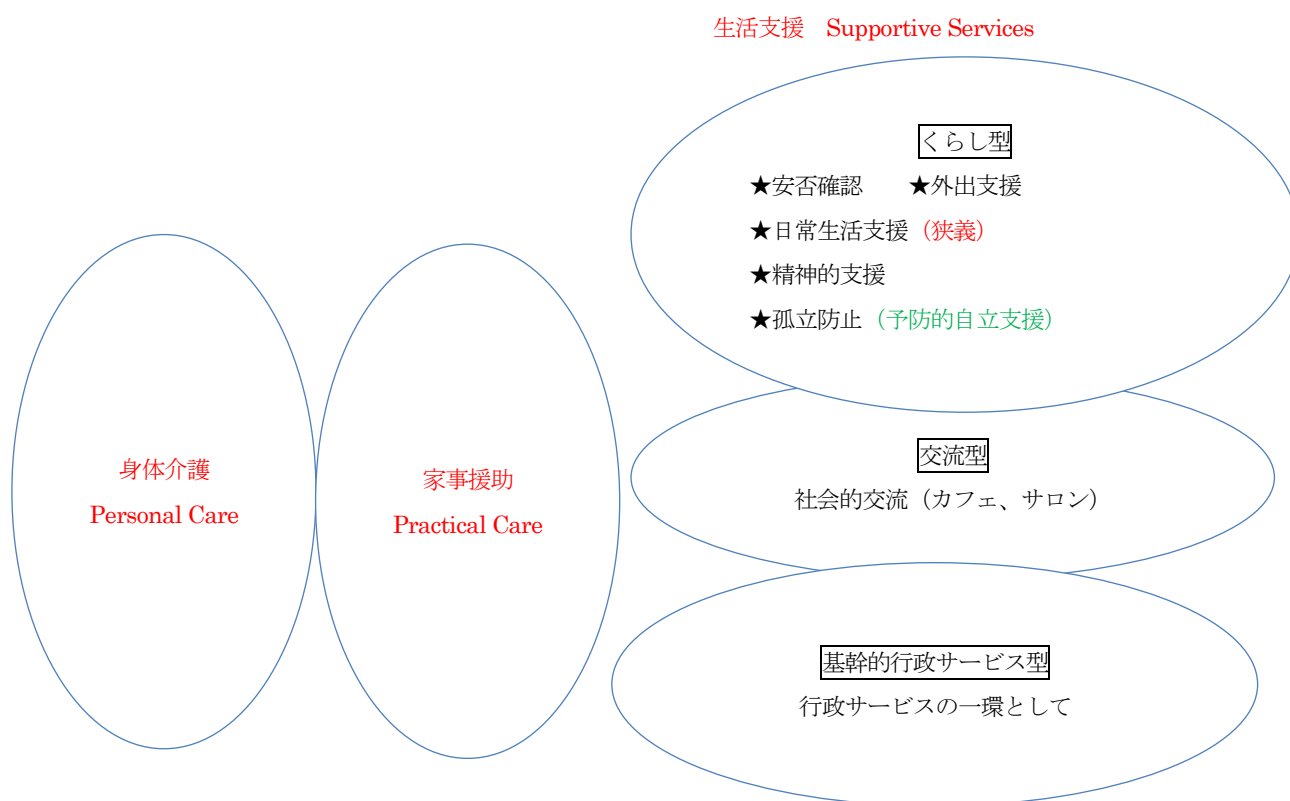 生活支援　Supportive Services
くらし型
★安否確認　　★外出支援
★日常生活支援（狭義）
★精神的支援
★孤立防止（予防的自立支援）
身体介護
Personal Care
家事援助
Practical Care
交流型
社会的交流（カフェ、サロン）
基幹的行政サービス型
行政サービスの一環として